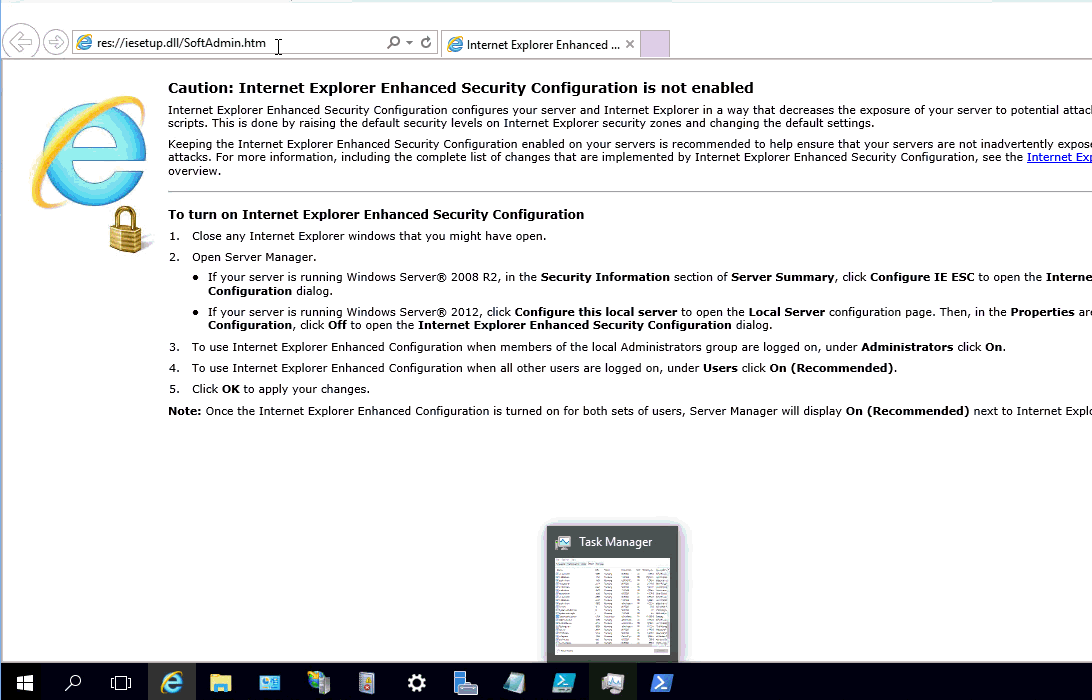 res://iesetup.dll/SoftAdmin.htm
Internet Explorer Enhanced ...
Caution: Internet Explorer Enhanced Security Configuration is not enabled
Internet Explorer Enhanced Security Configuration configures your server and Internet Explorer in a way that decreases the exposure of your server to potential attac
scripts. This is done by raising the default security levels on Internet Explorer security zones and changing the default settings.
Keeping the Internet Explorer Enhanced Security Configuration enabled on your servers is recommended to help ensure that your servers are not inadvertently expose
attacks. For more information, including the complete list of changes that are implemented by Internet Explorer Enhanced Security Configuration, see the Internet Exp
overview.
To turn on Internet Explorer Enhanced Security Configuration
1. Close any Internet Explorer windows that you might have open.
2. Open Server Manager.
• If your server is running Windows Server® 2008 R2, in the Security Information section of Server Summary, click Configure IE ESC to open the Interne
Configuration dialog.
• If your server is running Windows Server® 2012, click Configure this local server to open the Local Server configuration page. Then, in the Properties are
Configuration, click Off to open the Internet Explorer Enhanced Security Configuration dialog.
3. To use Internet Explorer Enhanced Configuration when members of the local Administrators group are logged on, under Administrators click On.
4. To use Internet Explorer Enhanced Configuration when all other users are logged on, under Users click On (Recommended).
5. Click OK to apply your changes.
Note: Once the Internet Explorer Enhanced Configuration is turned on for both sets of users, Server Manager will display On (Recommended) next to Internet Explo
Task Manager